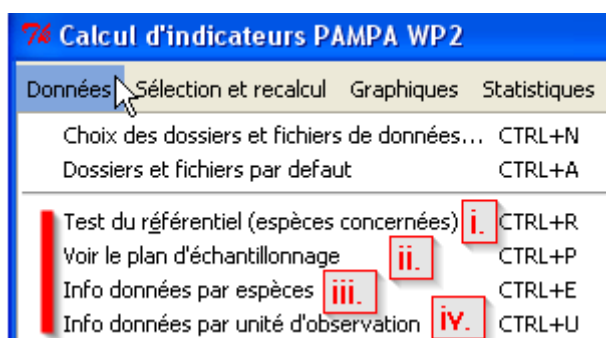 7% Calcul d'indicateurs PAMPA WP2
Données Sélection et recalcul Graphiques Statistiques
Choix des dossiers et fichiers de données... CTRL+N
Dossiers et fichiers par defaut CTRL+A
Test du référentiel (espèces concernées) i. CTRL+R
Voir le plan d'échantillonnage ii. CTRL+P
Info données par espèces iii. CTRL+E
Info données par unité d'observation iv. CTRL+U